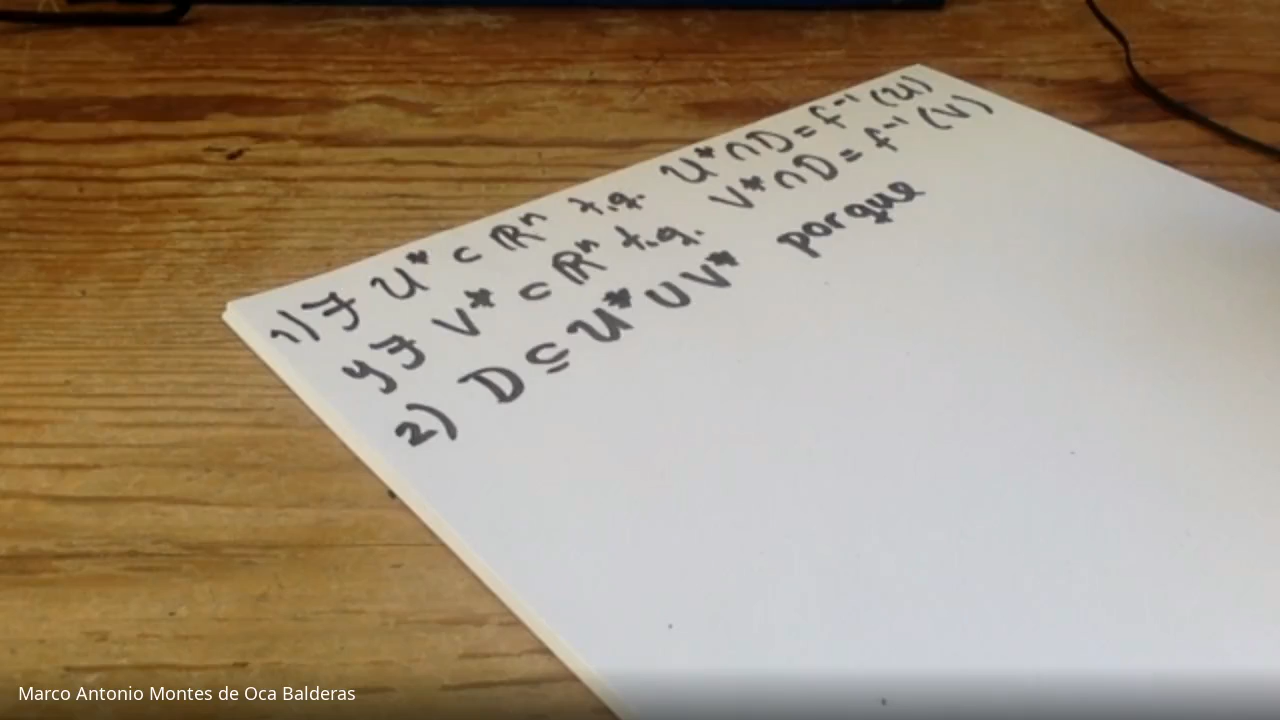 1) ∃ U* ⊂ ℝⁿ t.q. U* ∩ D = f⁻¹(U)
y ∃ V* ⊂ ℝⁿ t.q. V* ∩ D = f⁻¹(V)
2) D ⊆ U* ∪ V* porque
Marco Antonio Montes de Oca Balderas